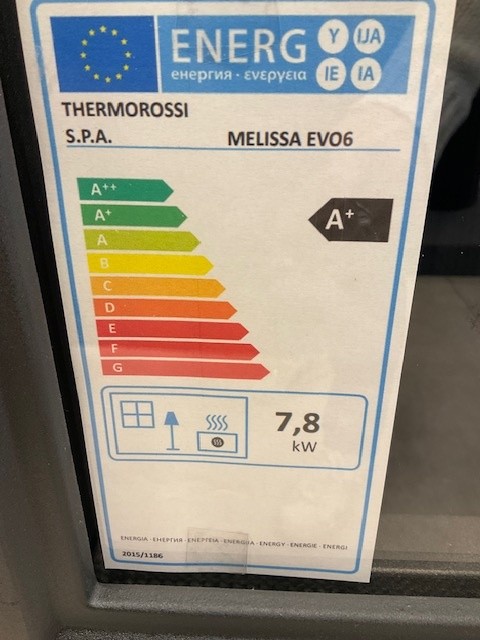 ENERG Y IJA
енергия · ενεργεια IE IA
THERMOROSSI
S.P.A. MELISSA EVO6
A++
A+ A+
A
B
C
D
E
F
G
7,8
kW
ENERGIA · ЕНЕРГИЯ · ΕΝΕΡΓΕΙΑ · ENERGIJA · ENERGY · ENERGIE · ENERGI
2015/1186